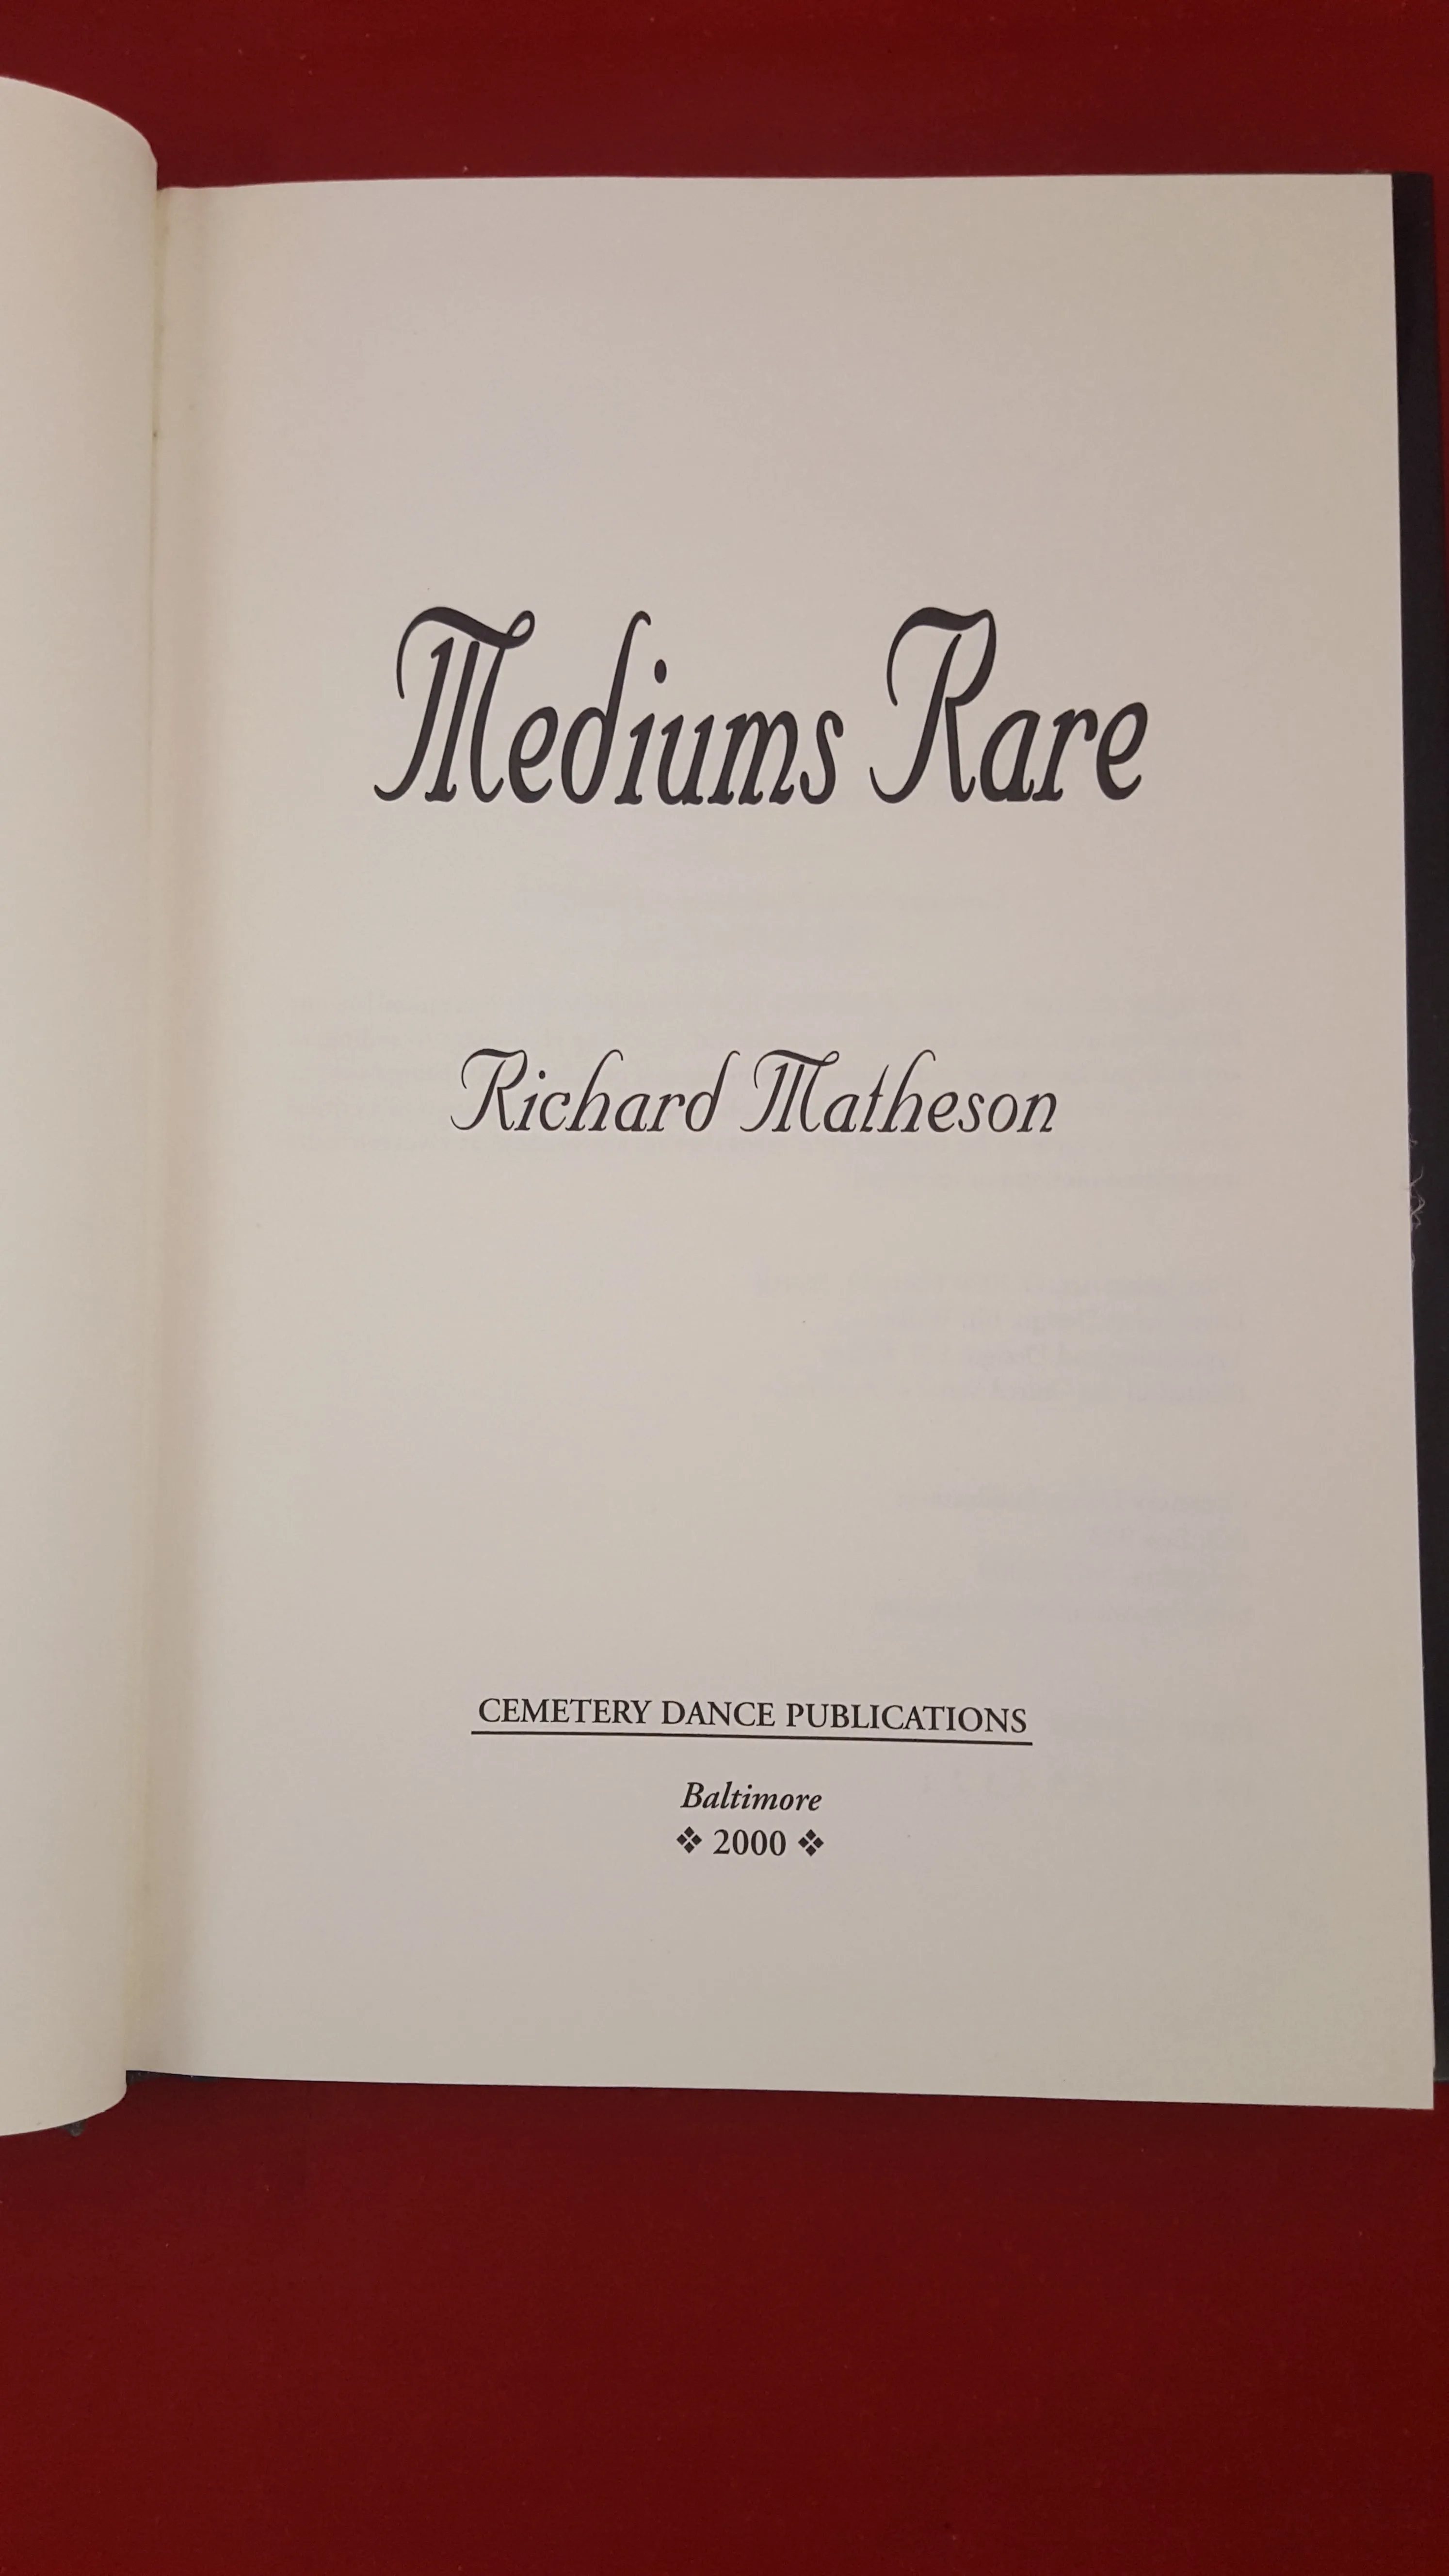 Mediums Rare
Richard Matheson
CEMETERY DANCE PUBLICATIONS
Baltimore
❖ 2000 ❖